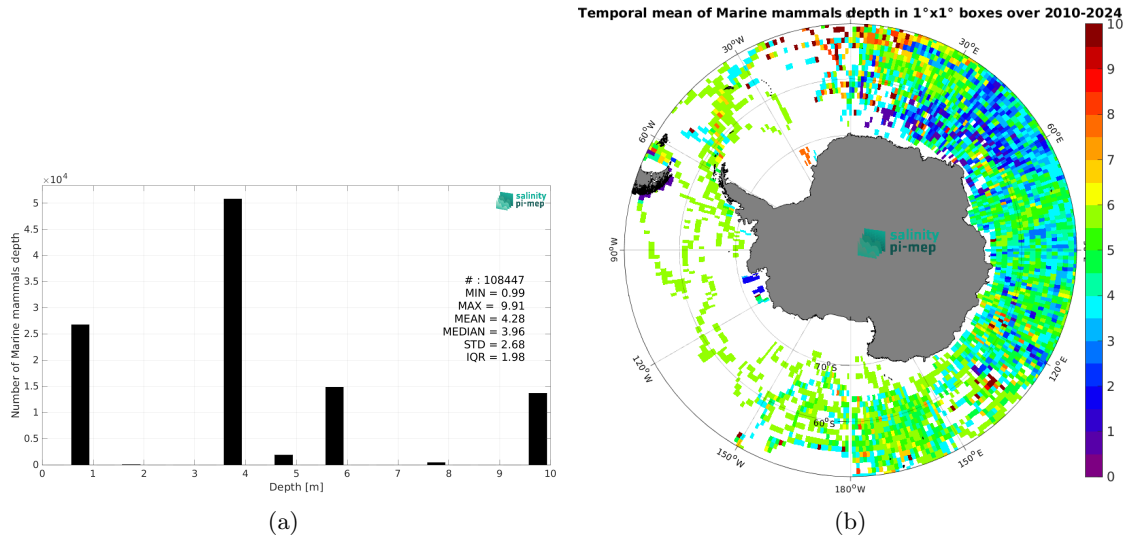 Temporal mean of Marine mammals depth in 1°x1° boxes over 2010-2024
×10⁴
5
4.5
4
3.5
3
2.5
2
1.5
1
0.5
0
Number of Marine mammals depth
0 1 2 3 4 5 6 7 8 9 10
Depth [m]
salinity
pi-mep
# : 108447
MIN = 0.99
MAX = 9.91
MEAN = 4.28
MEDIAN = 3.96
STD = 2.68
IQR = 1.98
(a)
30°W
30°E
60°W
60°E
90°W
120°W
120°E
150°W
150°E
180°W
70°S
60°S
salinity
pi-mep
10
9
8
7
6
5
4
3
2
1
0
(b)